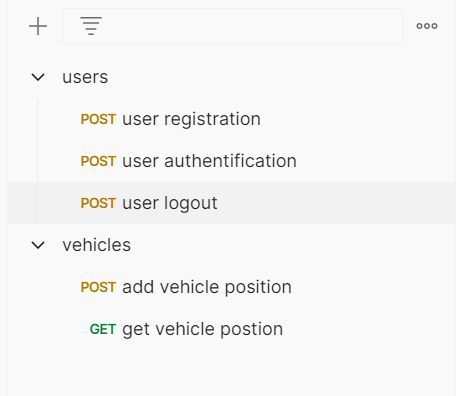 users
POST user registration
POST user authentification
POST user logout
vehicles
POST add vehicle position
GET get vehicle postion